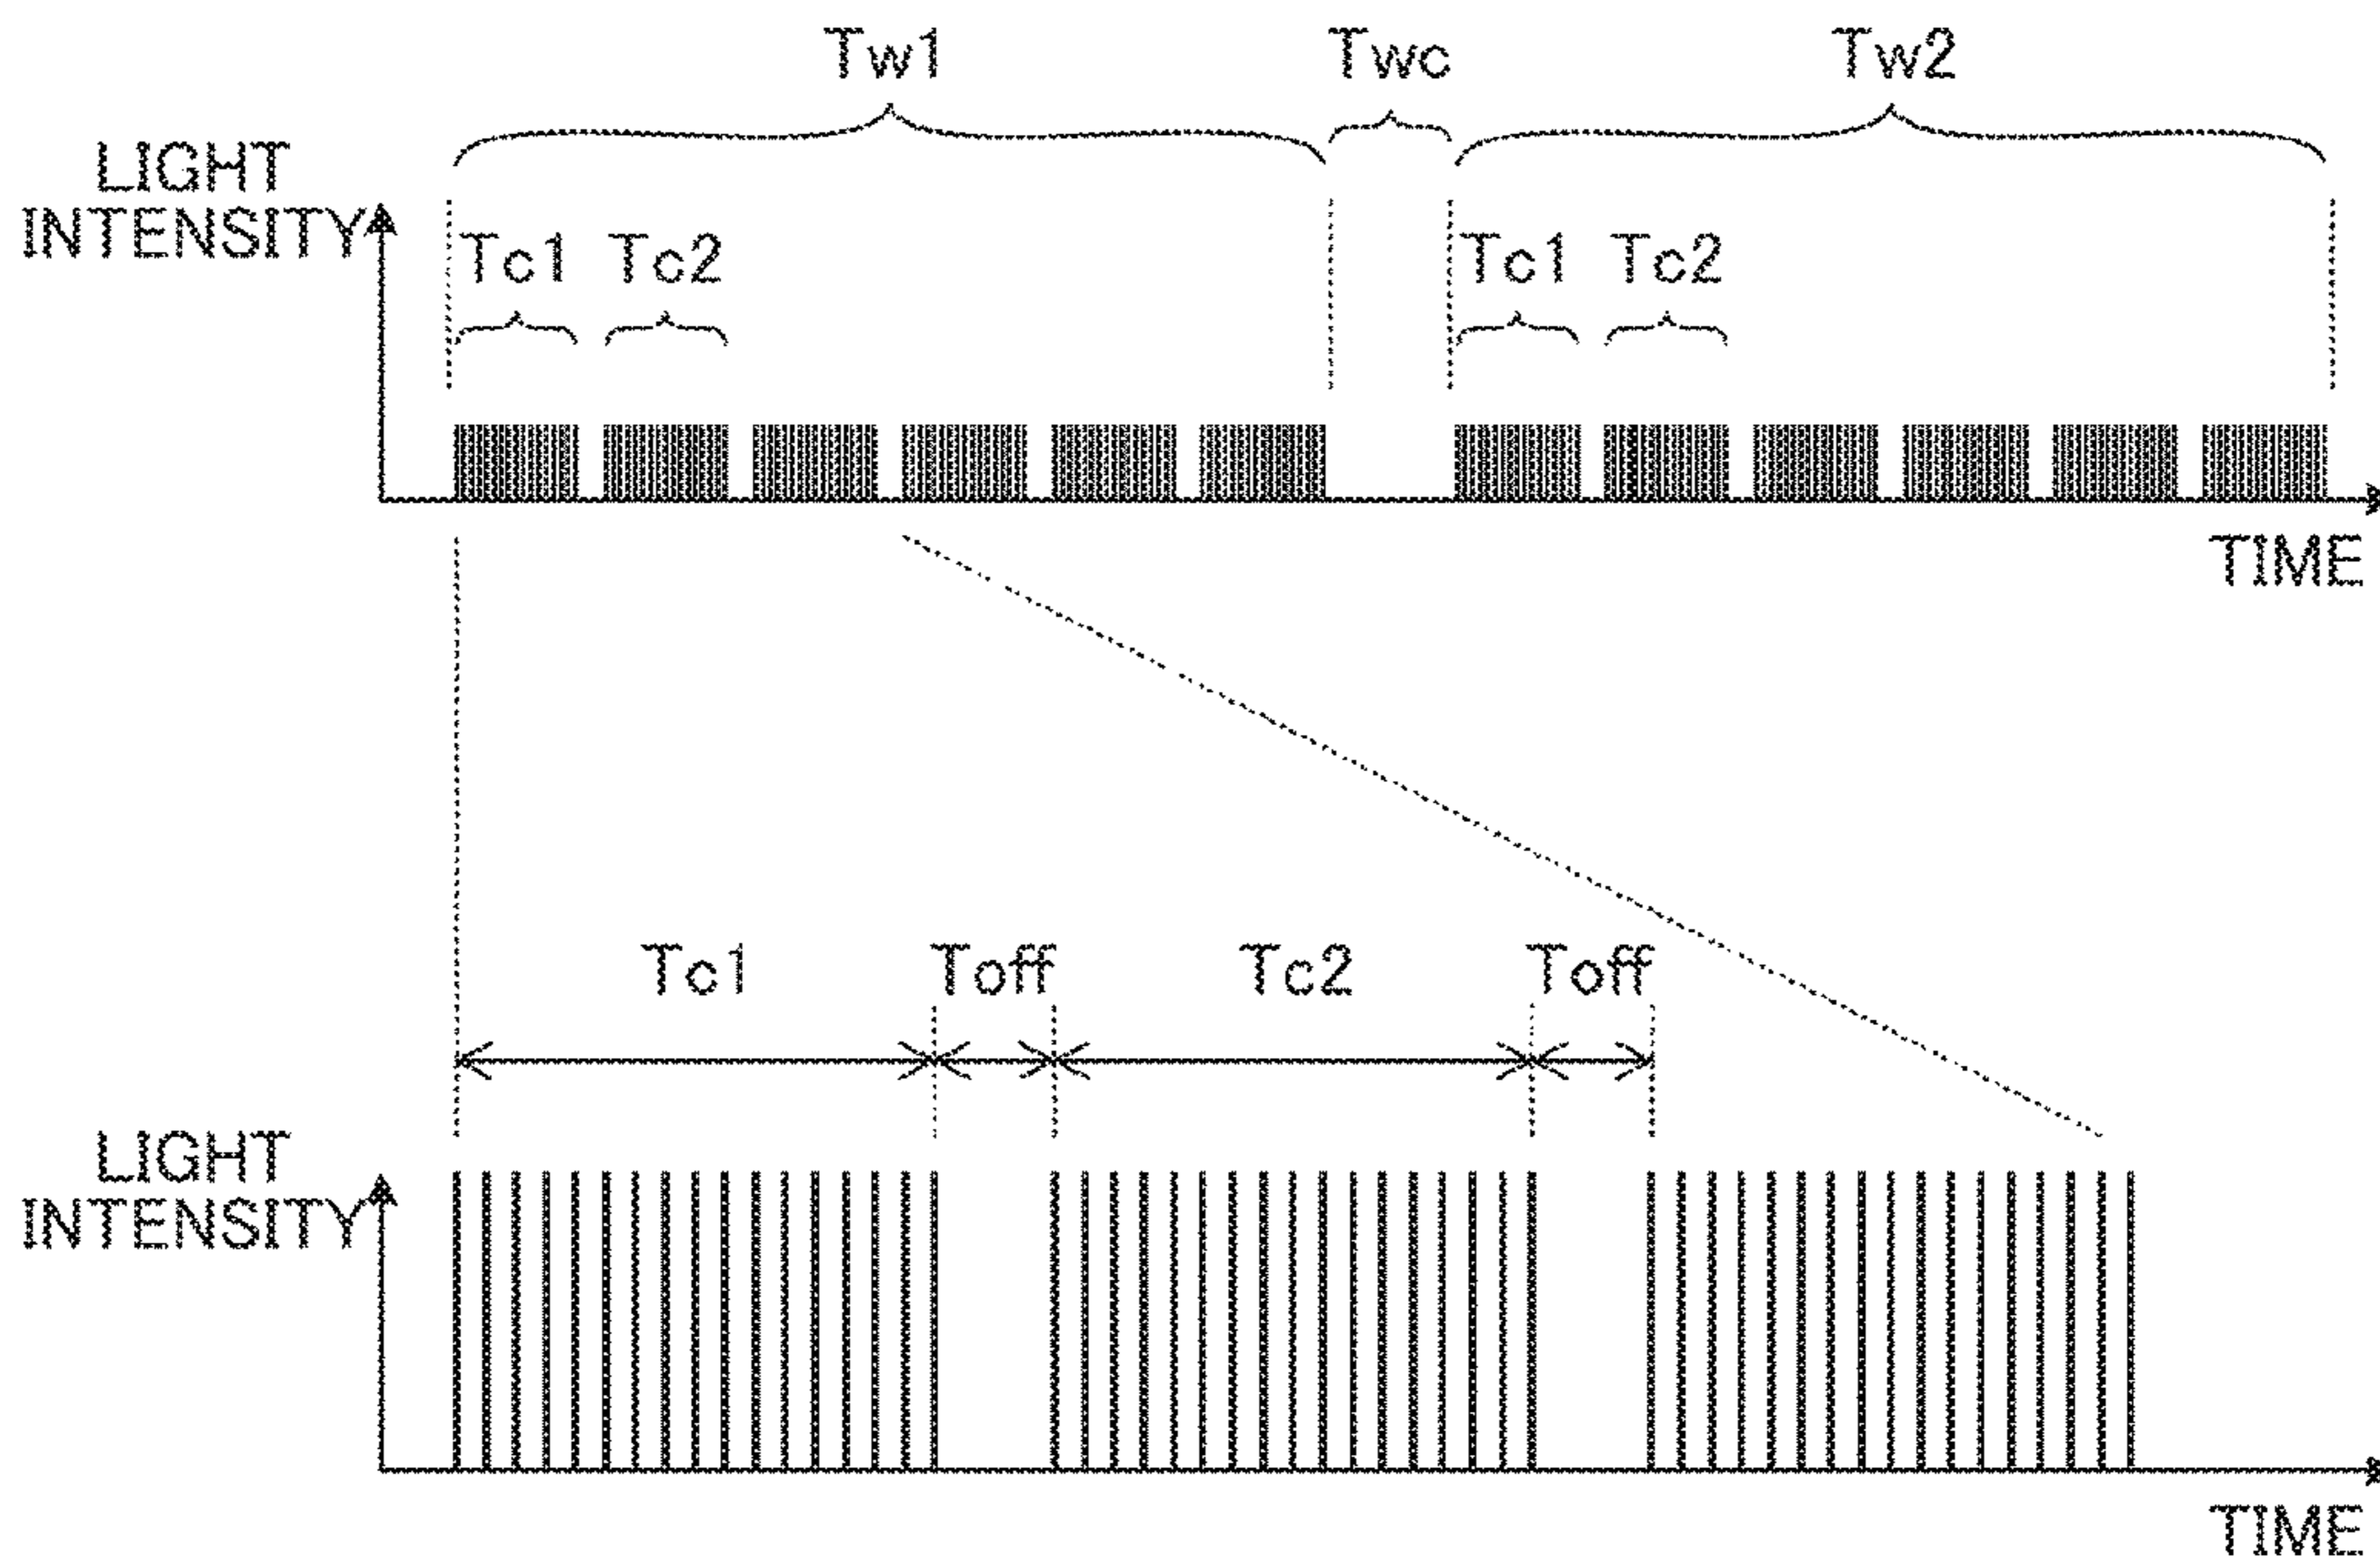 Tw1 Twc Tw2
LIGHT
INTENSITY
Tc1 Tc2 Tc1 Tc2
TIME
Tc1 Toff Tc2 Toff
LIGHT
INTENSITY
TIME